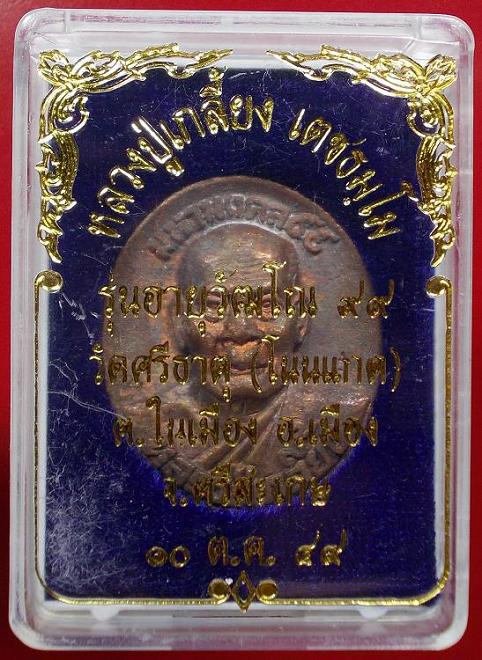 หลวงปู่เกลี้ยง เตชธมฺโม
รุ่นอายุวัฒโณ ๙๙
วัดศรีธาตุ (โนนแกด)
ต.ในเมือง อ.เมือง
จ.ศรีสะเกษ
๑๐ ต.ค. ๔๙